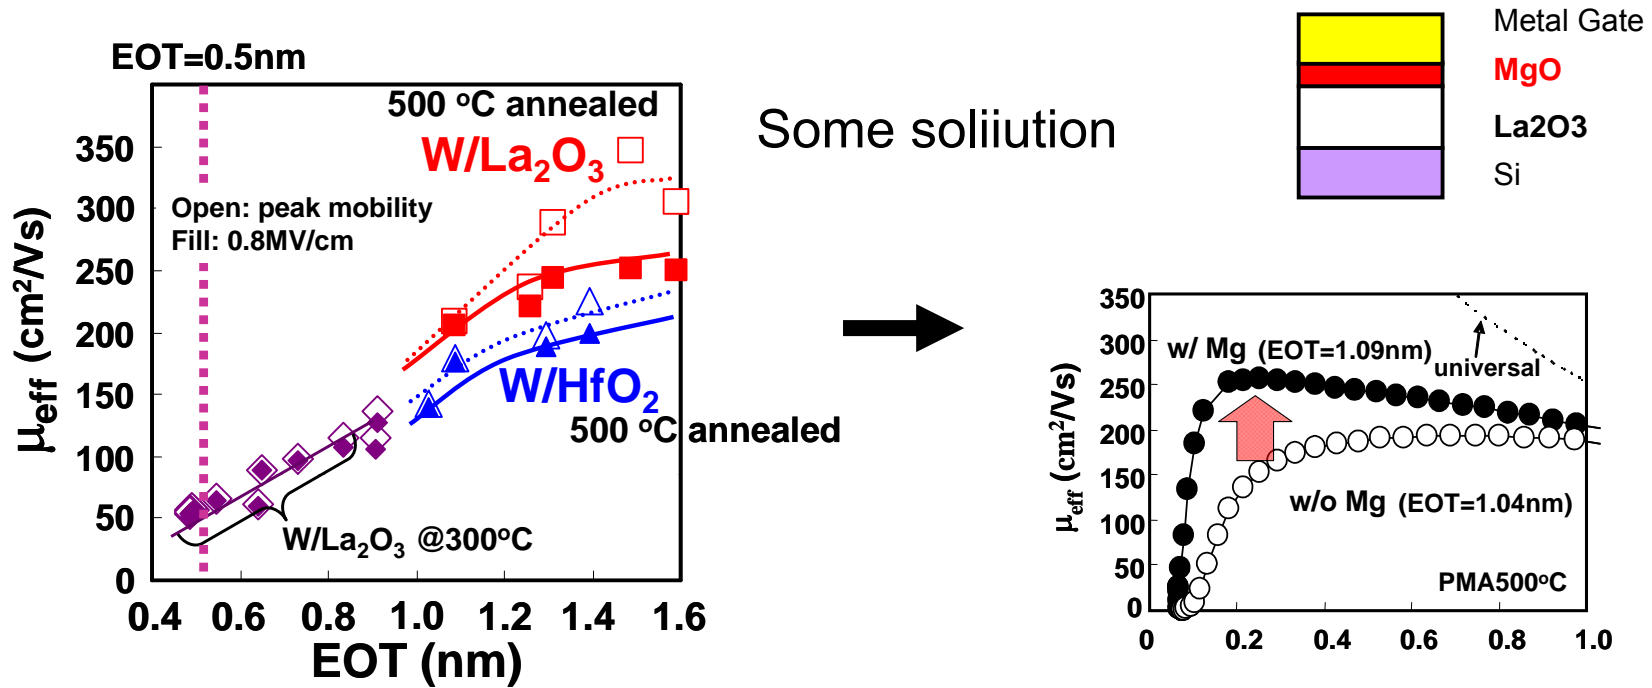 EOT=0.5nm
500 °C annealed
W/La2O3
Open: peak mobility
Fill: 0.8MV/cm
W/HfO2
500 °C annealed
W/La2O3 @300°C
μeff (cm2/Vs)
350
300
250
200
150
100
50
0
0.4 0.6 0.8 1.0 1.2 1.4 1.6
EOT (nm)
Some soliiution
Metal Gate
MgO
La2O3
Si
μeff (cm2/Vs)
350
300
250
200
150
100
50
0
w/ Mg (EOT=1.09nm)
universal
w/o Mg (EOT=1.04nm)
PMA500°C
0 0.2 0.4 0.6 0.8 1.0